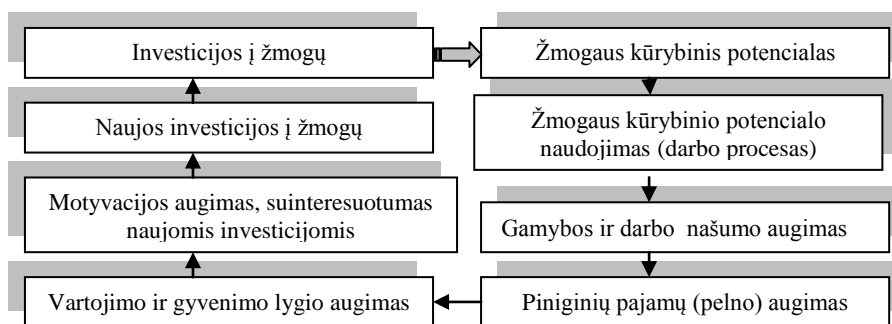 Investicijos į žmogų
Žmogaus kūrybinis potencialas
Naujos investicijos į žmogų
Žmogaus kūrybinio potencialo
naudojimas (darbo procesas)
Motyvacijos augimas, suinteresuotumas
naujomis investicijomis
Gamybos ir darbo našumo augimas
Vartojimo ir gyvenimo lygio augimas
Piniginių pajamų (pelno) augimas